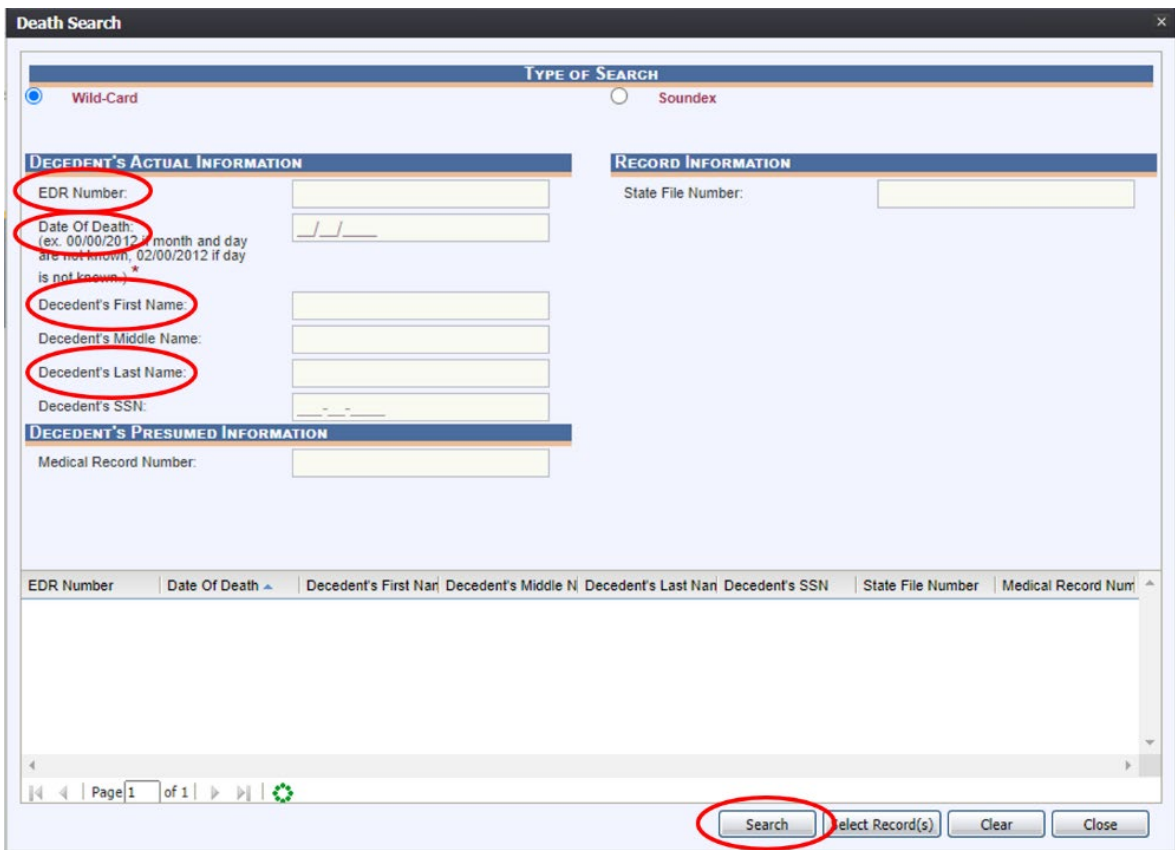 Death Search
TYPE OF SEARCH
Wild-Card
Soundex
DECEDENT'S ACTUAL INFORMATION
RECORD INFORMATION
EDR Number:
State File Number:
Date Of Death:
__/__/____
(ex. 00/00/2012 if month and day
are not known, 02/00/2012 if day
is not known.) *
Decedent's First Name:
Decedent's Middle Name:
Decedent's Last Name:
Decedent's SSN:
___-__-____
DECEDENT'S PRESUMED INFORMATION
Medical Record Number:
EDR Number Date Of Death Decedent's First Nar Decedent's Middle N Decedent's Last Nan Decedent's SSN State File Number Medical Record Num
Page 1 of 1
Search Select Record(s) Clear Close